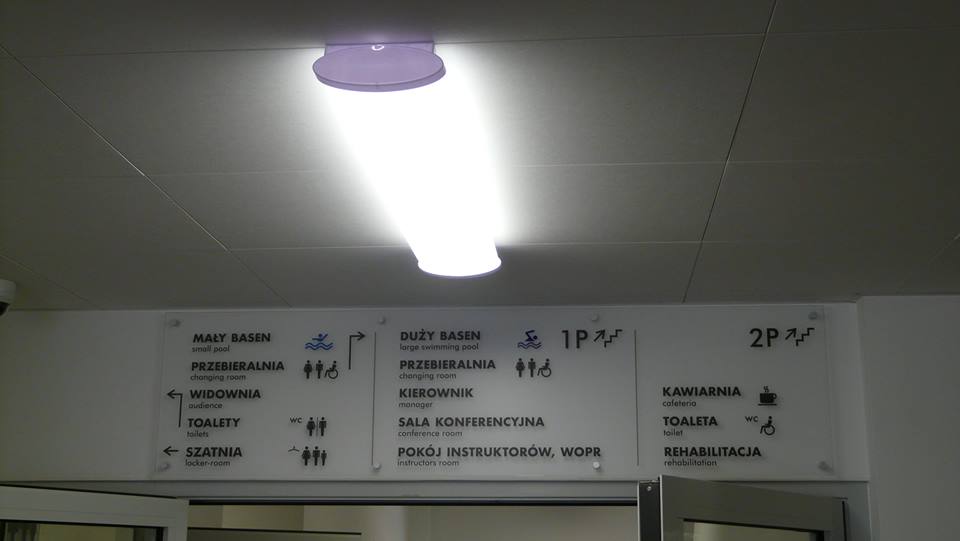 MAŁY BASEN
small pool
PRZEBIERALNIA
changing room
WIDOWNIA
audience
TOALETY WC
toilets
SZATNIA
locker-room
DUŻY BASEN 1P
large swimming pool
PRZEBIERALNIA
changing room
KIEROWNIK
manager
SALA KONFERENCYJNA
conference room
POKÓJ INSTRUKTORÓW, WOPR
instructors room
2P
KAWIARNIA
cafeteria
TOALETA WC
toilet
REHABILITACJA
rehabilitation